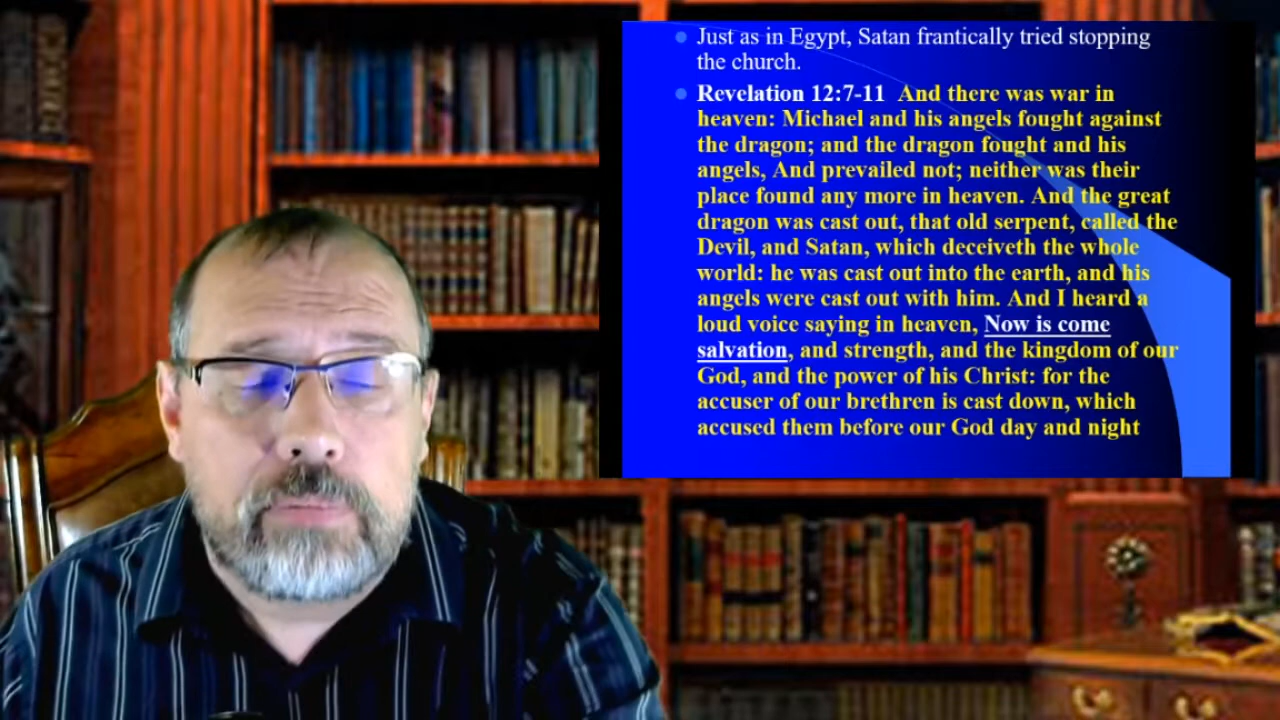 Just as in Egypt, Satan frantically tried stopping
the church.
Revelation 12:7-11 And there was war in
heaven: Michael and his angels fought against
the dragon; and the dragon fought and his
angels, And prevailed not; neither was their
place found any more in heaven. And the great
dragon was cast out, that old serpent, called the
Devil, and Satan, which deceiveth the whole
world: he was cast out into the earth, and his
angels were cast out with him. And I heard a
loud voice saying in heaven, Now is come
salvation, and strength, and the kingdom of our
God, and the power of his Christ: for the
accuser of our brethren is cast down, which
accused them before our God day and night